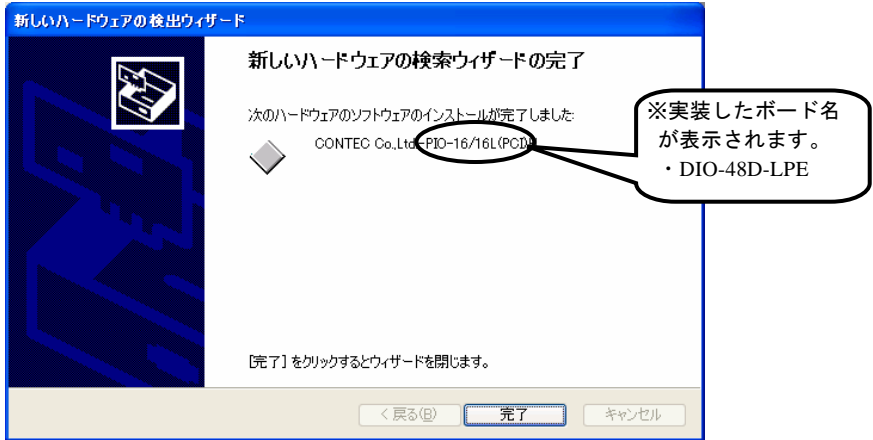 新しいハードウェアの検出ウィザード
新しいハードウェアの検索ウィザードの完了
次のハードウェアのソフトウェアのインストールが完了しました:
CONTEC Co.,Ltd-PIO-16/16L(PCI)
※実装したボード名
が表示されます。
・DIO-48D-LPE
[完了] をクリックするとウィザードを閉じます。
< 戻る(B)
完了
キャンセル